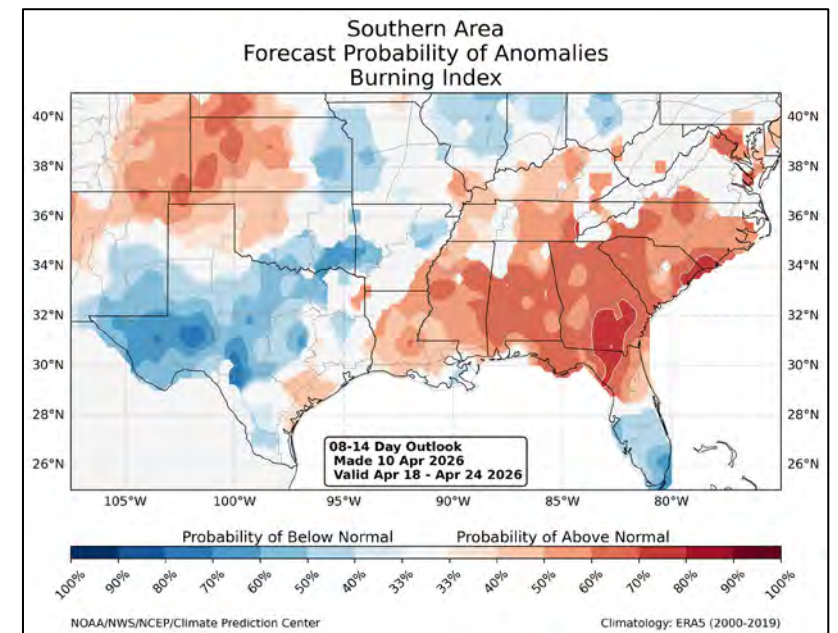 Southern Area
Forecast Probability of Anomalies
Burning Index
40°N 40°N
38°N 38°N
36°N 36°N
34°N 34°N
32°N 32°N
30°N 30°N
28°N 28°N
26°N 26°N
08-14 Day Outlook
Made 10 Apr 2026
Valid Apr 18 - Apr 24 2026
105°W 100°W 95°W 90°W 85°W 80°W
Probability of Below Normal Probability of Above Normal
100% 90% 80% 70% 60% 50% 40% 33% 33% 40% 50% 60% 70% 80% 90% 100%
NOAA/NWS/NCEP/Climate Prediction Center Climatology: ERA5 (2000-2019)